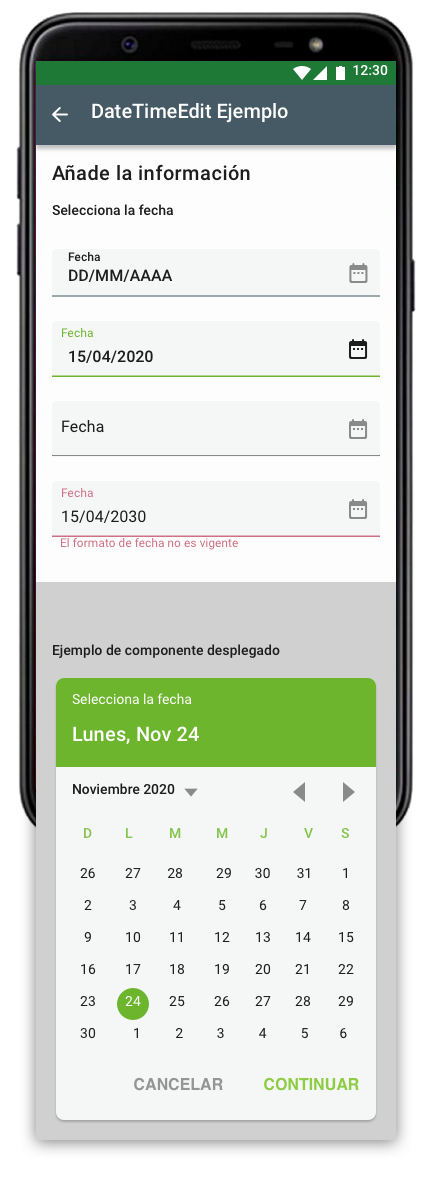 12:30
DateTimeEdit Ejemplo
Añade la información
Selecciona la fecha
Fecha
DD/MM/AAAA
Fecha
15/04/2020
Fecha
Fecha
15/04/2030
El formato de fecha no es vigente
Ejemplo de componente desplegado
Selecciona la fecha
Lunes, Nov 24
Noviembre 2020
D L M M J V S
26 27 28 29 30 31 1
2 3 4 5 6 7 8
9 10 11 12 13 14 15
16 17 18 19 20 21 22
23 24 25 26 27 28 29
30 1 2 3 4 5 6
CANCELAR CONTINUAR